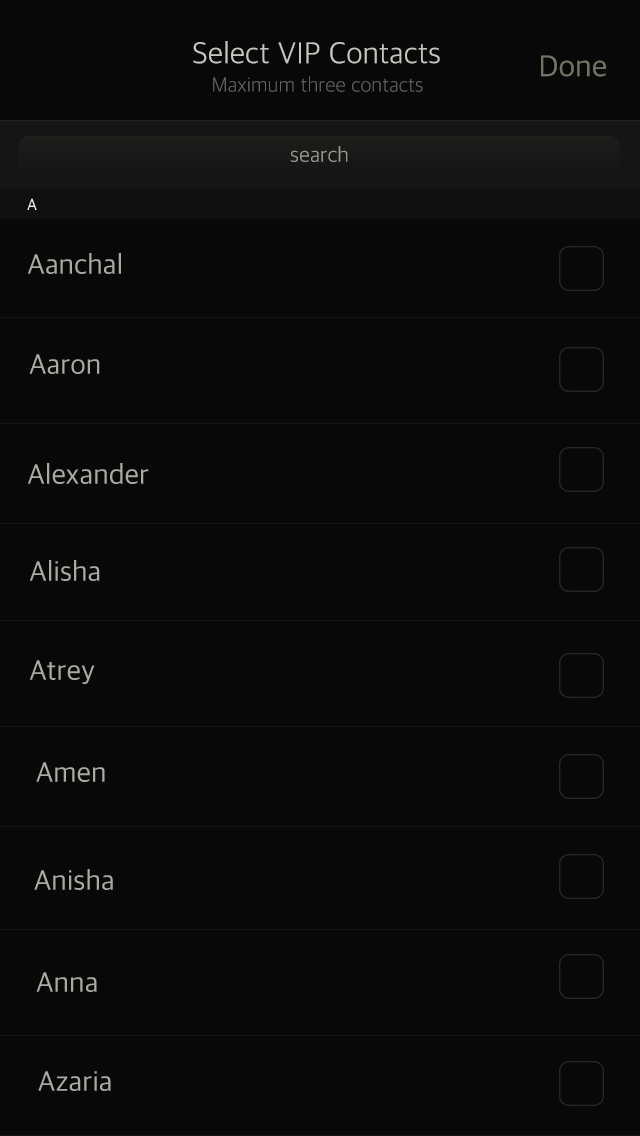 Select VIP Contacts
Maximum three contacts
Done
search
A
Aanchal
Aaron
Alexander
Alisha
Atrey
Amen
Anisha
Anna
Azaria